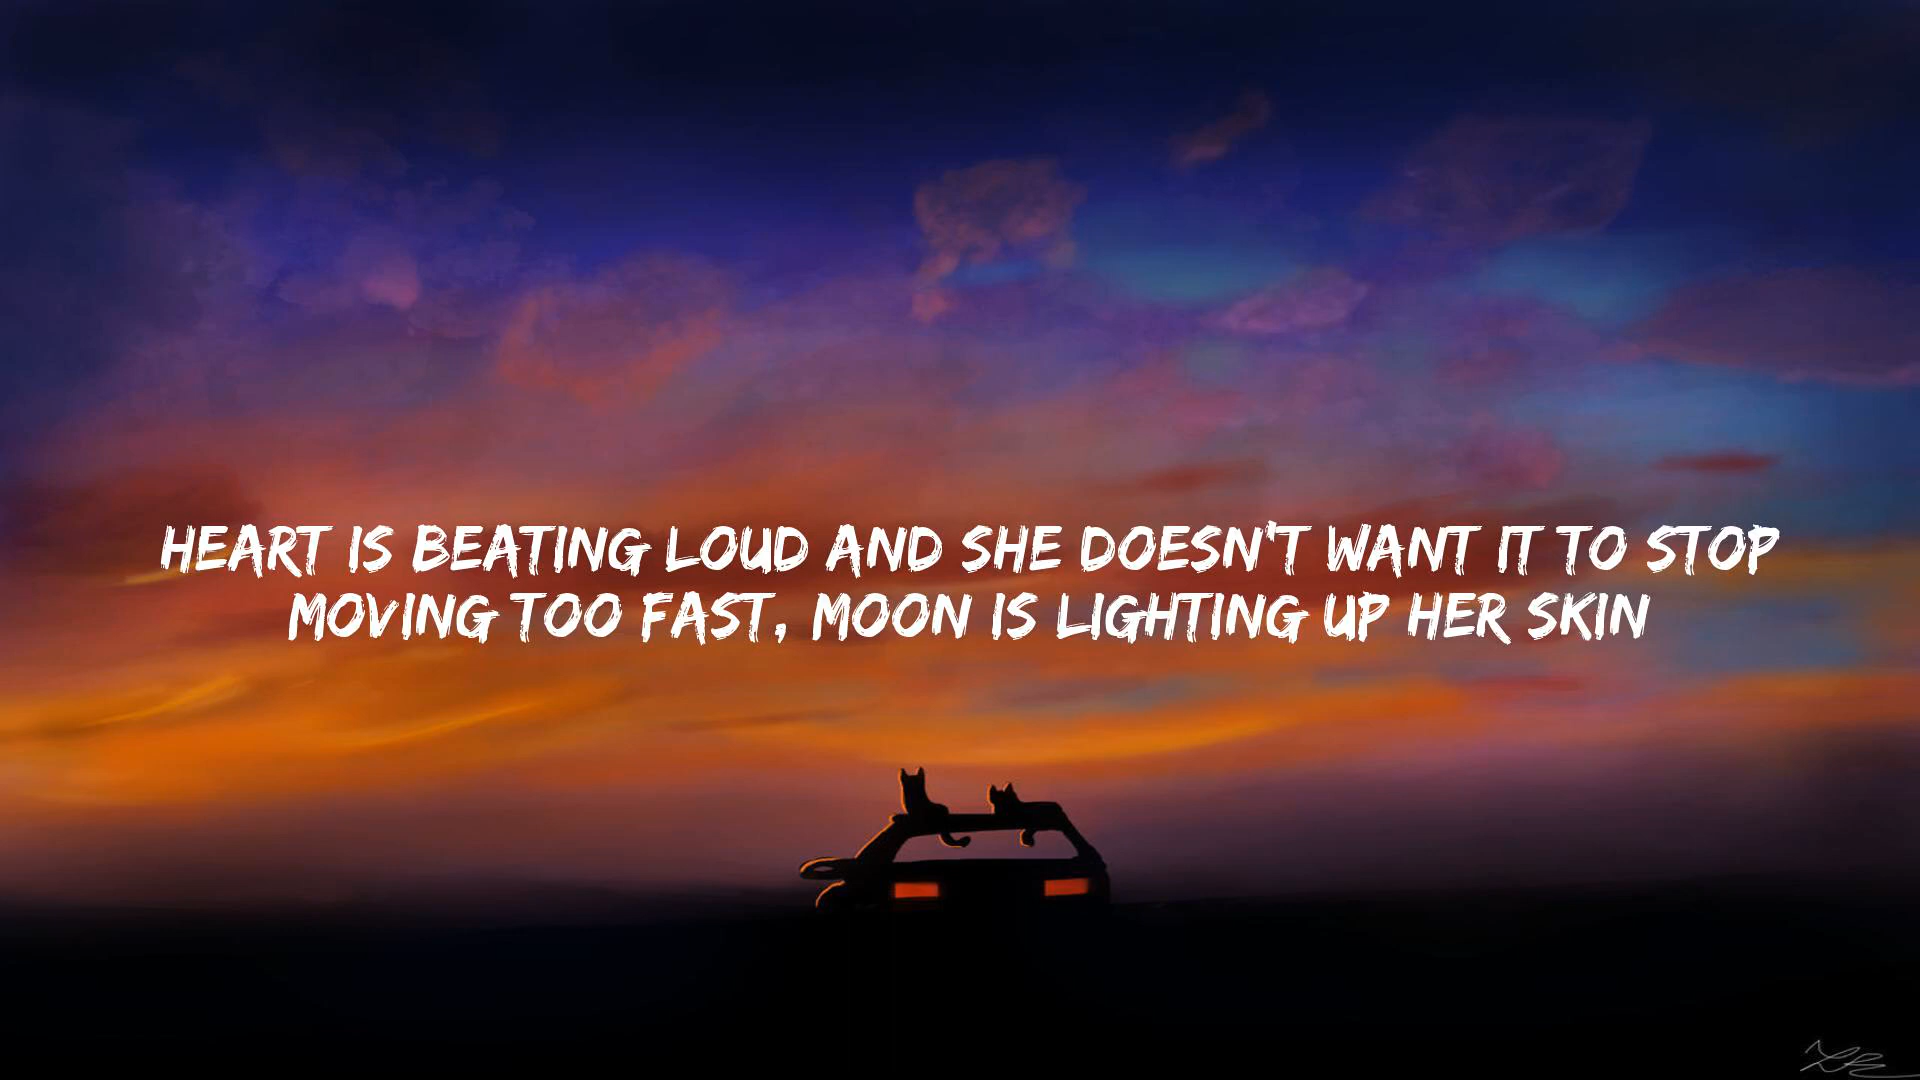 HEART IS BEATING LOUD AND SHE DOESN'T WANT IT TO STOP
MOVING TOO FAST, MOON IS LIGHTING UP HER SKIN